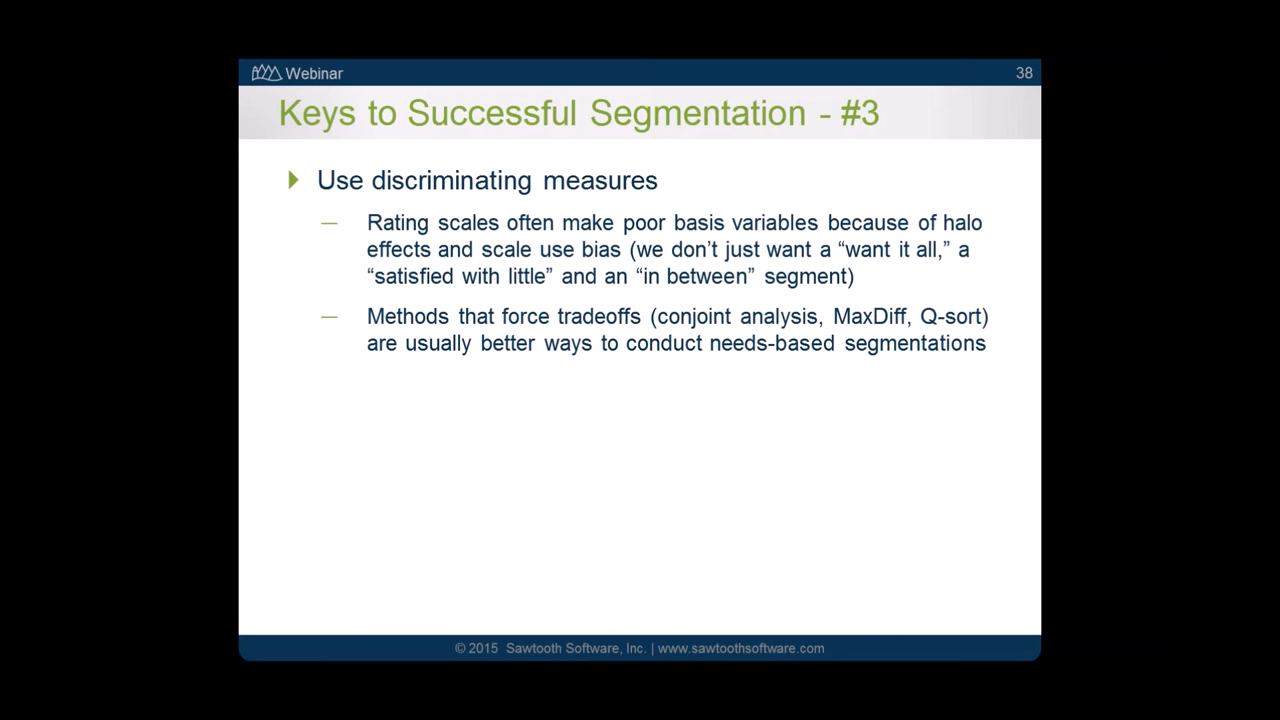 Webinar
38
Keys to Successful Segmentation - #3
Use discriminating measures
— Rating scales often make poor basis variables because of halo
effects and scale use bias (we don’t just want a “want it all,” a
“satisfied with little” and an “in between” segment)
— Methods that force tradeoffs (conjoint analysis, MaxDiff, Q-sort)
are usually better ways to conduct needs-based segmentations
© 2015 Sawtooth Software, Inc. | www.sawtoothsoftware.com